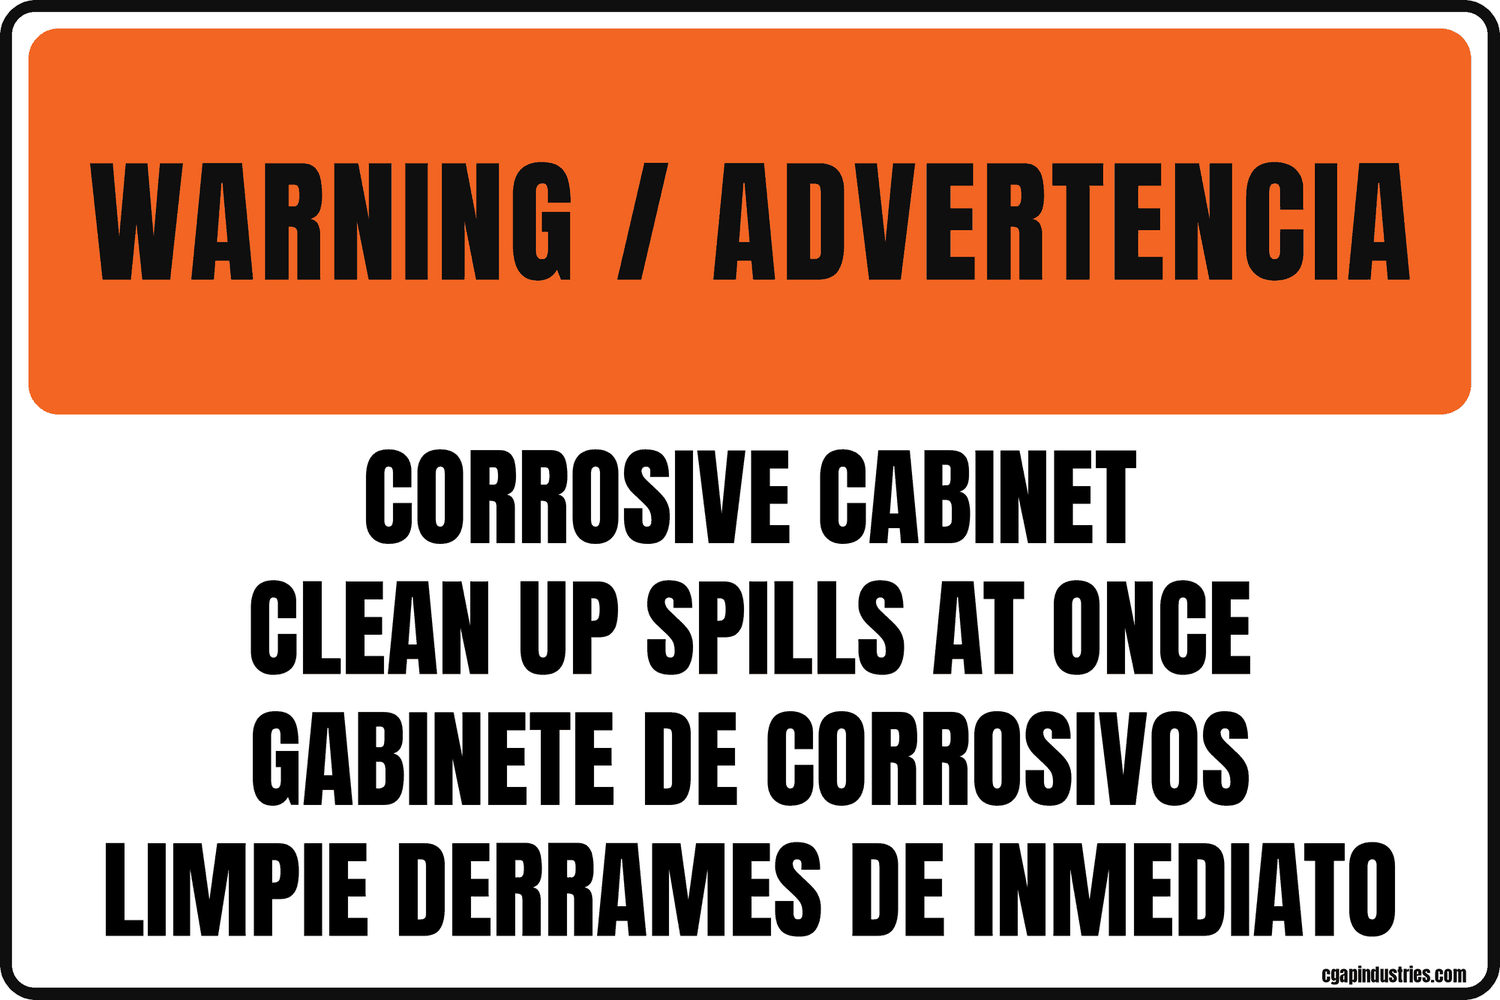 WARNING / ADVERTENCIA
CORROSIVE CABINET
CLEAN UP SPILLS AT ONCE
GABINETE DE CORROSIVOS
LIMPIE DERRAMES DE INMEDIATO
cgapindustries.com